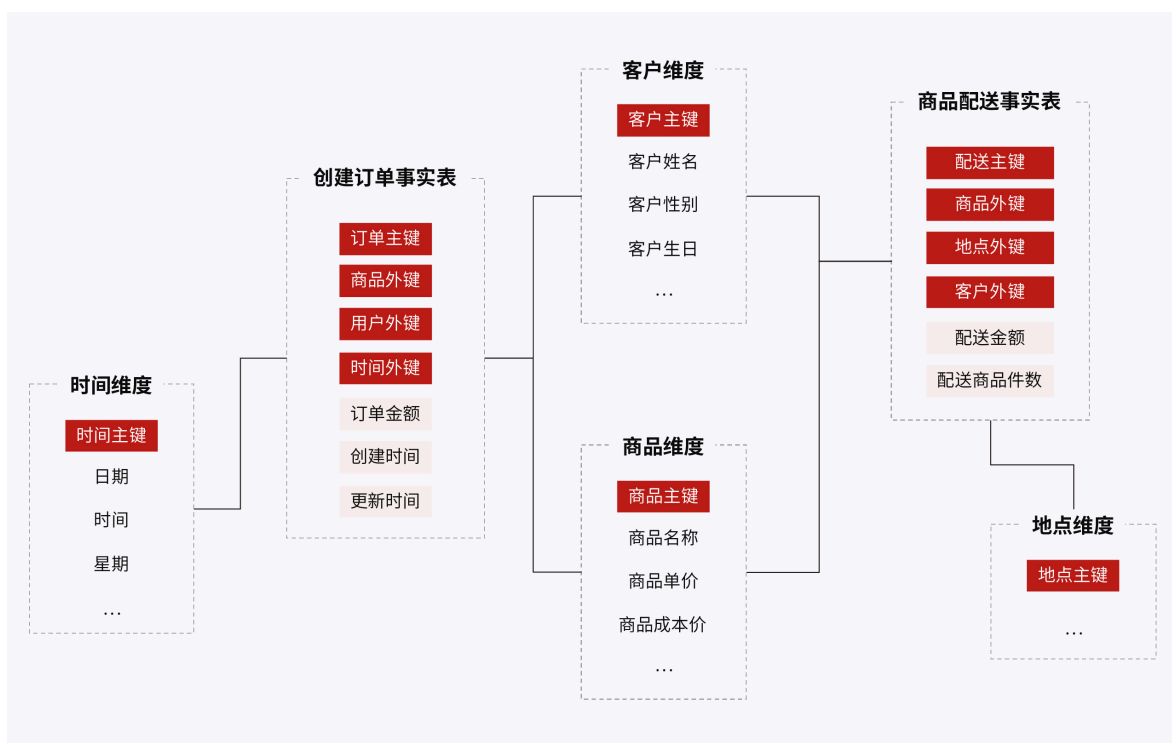 时间维度
时间主键
日期
时间
星期
...
创建订单事实表
订单主键
商品外键
用户外键
时间外键
订单金额
创建时间
更新时间
客户维度
客户主键
客户姓名
客户性别
客户生日
...
商品维度
商品主键
商品名称
商品单价
商品成本价
...
商品配送事实表
配送主键
商品外键
地点外键
客户外键
配送金额
配送商品件数
地点维度
地点主键
...